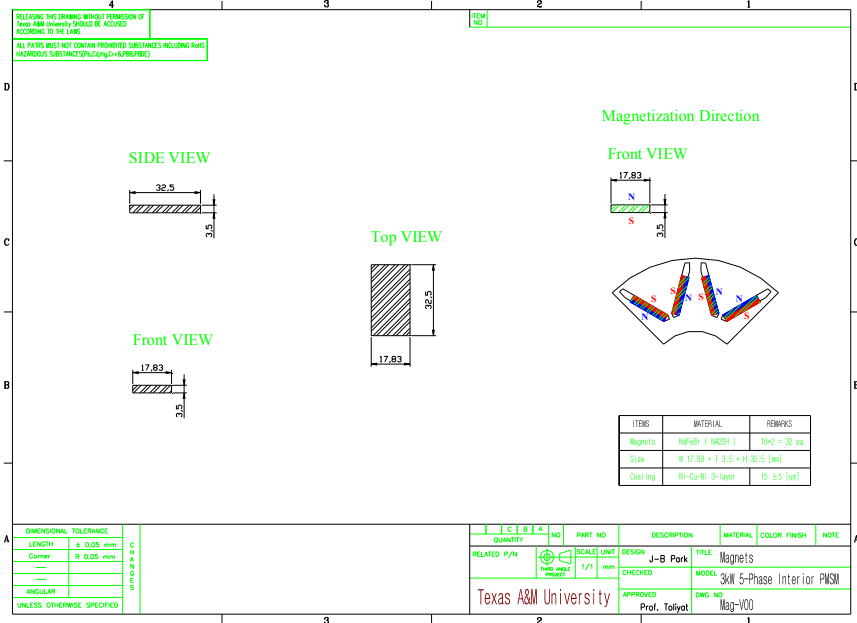 4 3 2 1
RELEASING THIS DRAWING WITHOUT PERMISSION OF
Texas A&M University SHOULD BE ACCUSED
ACCORDING TO THE LAWS
ALL PATRS MUST NOT CONTAIN PROHIBITED SUBSTANCES INCLUDING RoHS
HAZARDOUS SUBSTANCES(Pb,Cd,Hg,Cr+6,PBB,PBDE)
ITEM
NO
D D
Magnetization Direction
SIDE VIEW
32,5
3,5
Front VIEW
17,83
N
S
3,5
C C
Top VIEW
32,5
17,83
S S S N
N N N S
Front VIEW
17,83
3,5
B B
ITEMS MATERIAL REMARKS
Magnets NdFeBr ( N42SH ) 16*2 = 32 ea
Size W 17.83 * T 3.5 * H 32.5 [mm]
Coating Ni-Cu-Ni 3-layer 15 ±5 [um]
A A
DIMENSIONAL TOLERANCE
LENGTH ± 0.05 mm
Corner R 0.05 mm
—
—
ANGULAR
UNLESS OTHERWISE SPECIFIED
CHANGES
C B A
QUANTITY
NO PART NO DESCRIPTION MATERIAL COLOR FINISH NOTE
RELATED P/N
THIRD ANGLE
PROJECT
SCALE UNIT
1/1 mm
DESIGN J-B Park
TITLE Magnets
CHECKED
MODEL 3kW 5-Phase Interior PMSM
Texas A&M University
APPROVED Prof. Toliyat
DWG NO Mag-V00
3 2 1